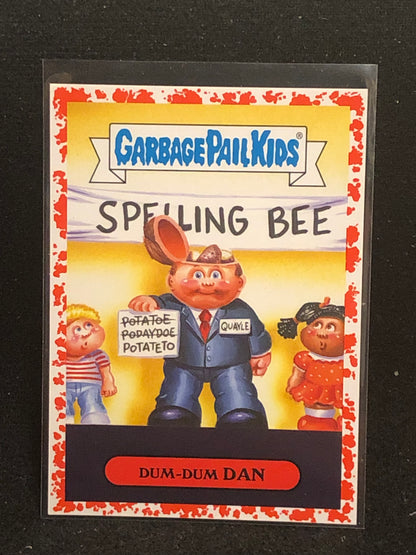 GARBAGE PAIL KIDS®
SPELLING BEE
POTATOE
PODAYDOE
POTATETO
QUAYLE
DUM-DUM DAN